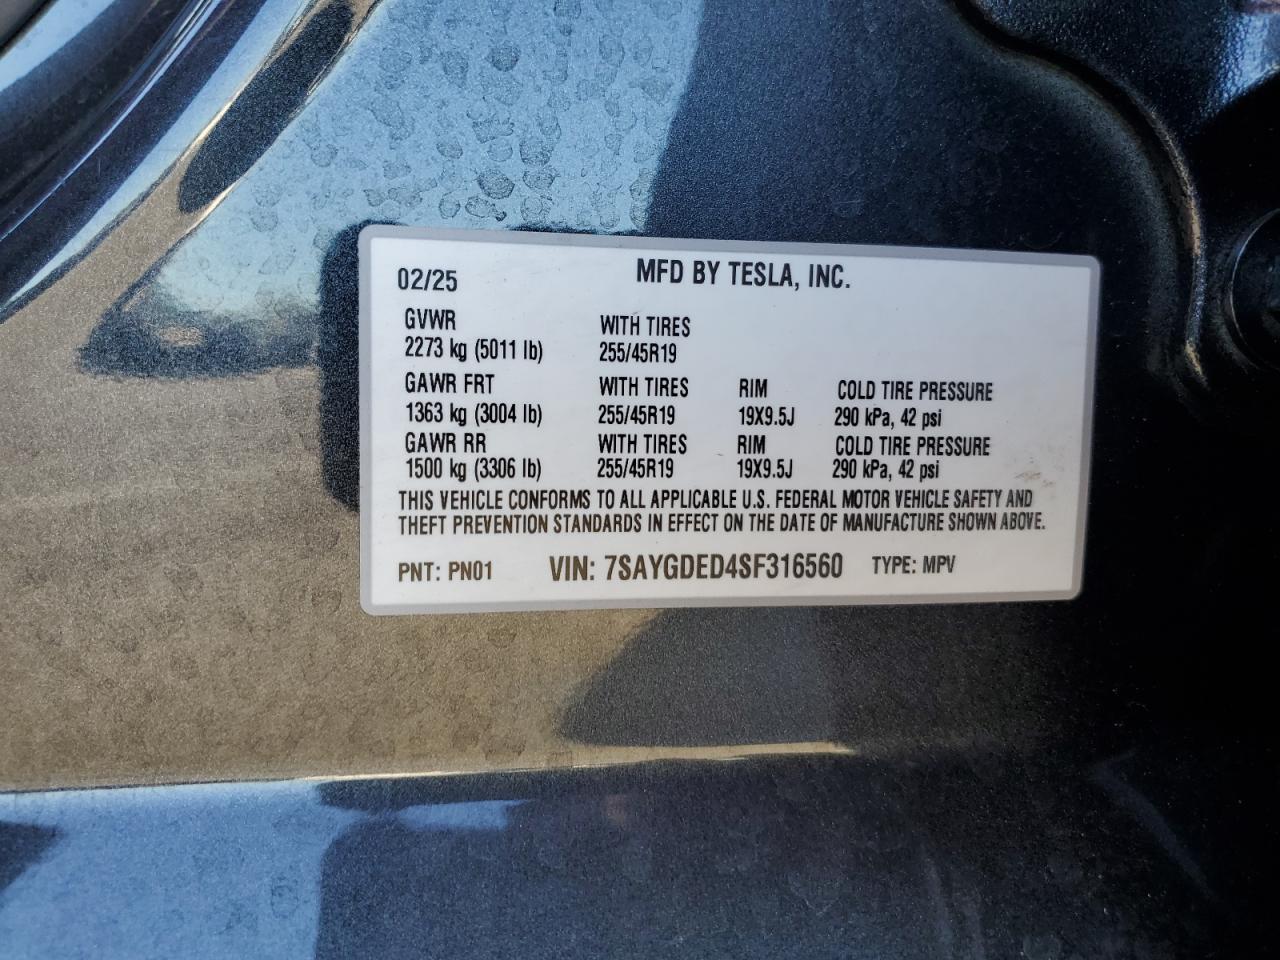 02/25 MFD BY TESLA, INC.
GVWR WITH TIRES
2273 kg (5011 lb) 255/45R19
GAWR FRT WITH TIRES RIM COLD TIRE PRESSURE
1363 kg (3004 lb) 255/45R19 19X9.5J 290 kPa, 42 psi
GAWR RR WITH TIRES RIM COLD TIRE PRESSURE
1500 kg (3306 lb) 255/45R19 19X9.5J 290 kPa, 42 psi
THIS VEHICLE CONFORMS TO ALL APPLICABLE U.S. FEDERAL MOTOR VEHICLE SAFETY AND
THEFT PREVENTION STANDARDS IN EFFECT ON THE DATE OF MANUFACTURE SHOWN ABOVE.
PNT: PN01 VIN: 7SAYGDED4SF316560 TYPE: MPV